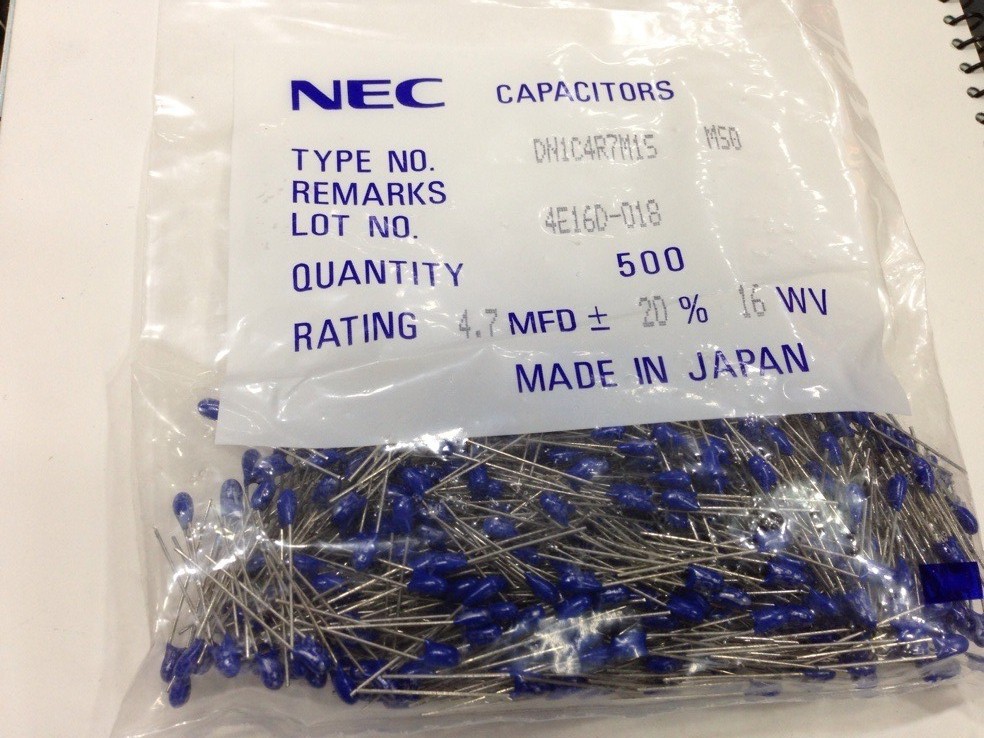 NEC CAPACITORS
TYPE NO. DN1C4R7M1S M50
REMARKS
LOT NO. 4E16D-018
QUANTITY 500
RATING 4.7 MFD ± 20 % 16 WV
MADE IN JAPAN